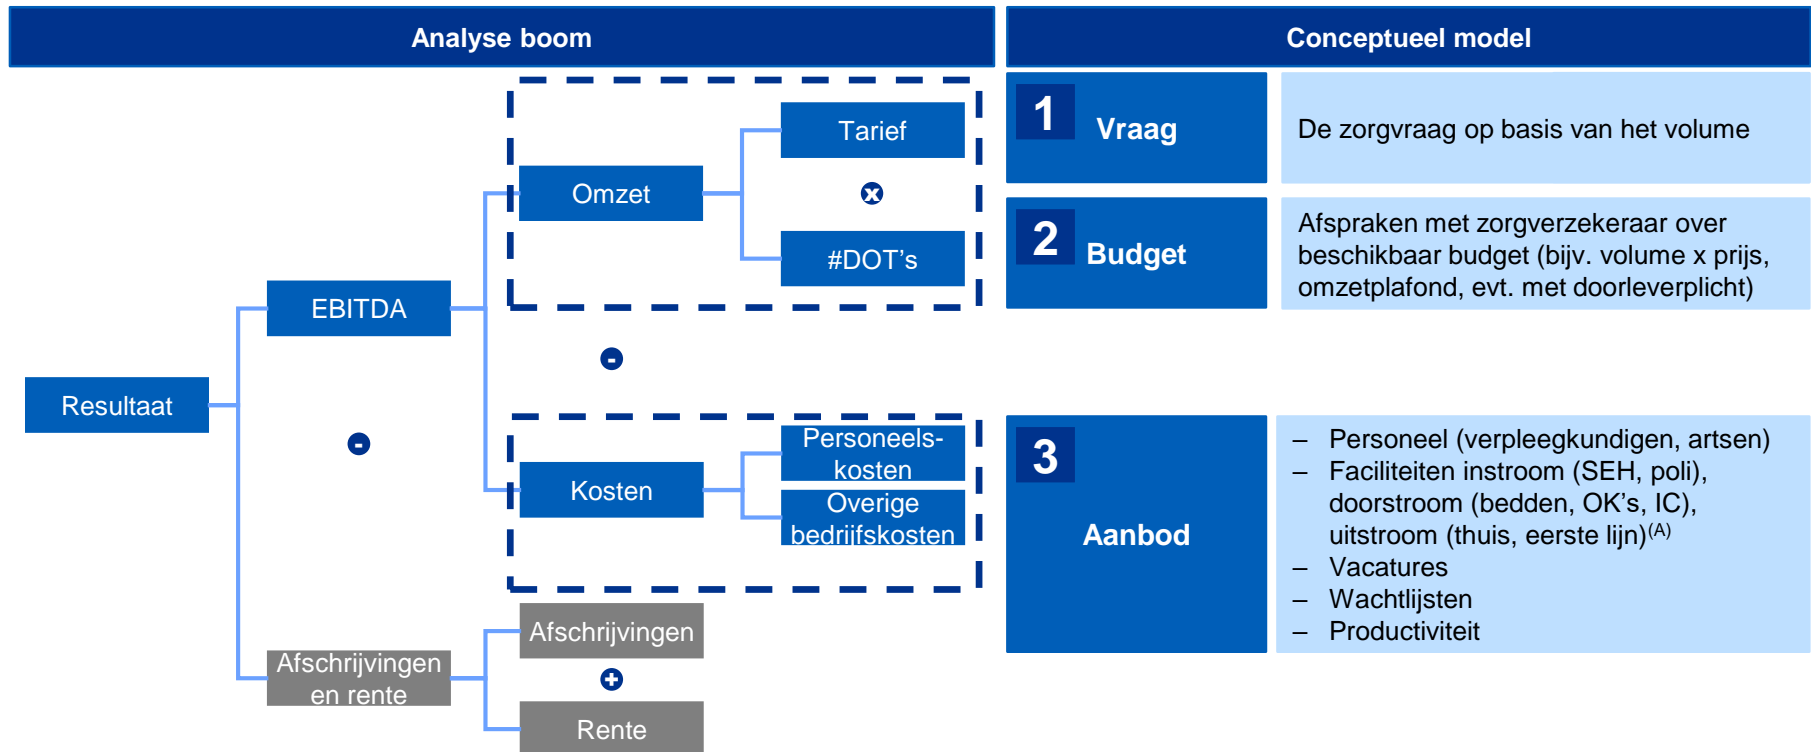 Analyse boom
Conceptueel model
Resultaat
-
EBITDA
Afschrijvingen
en rente
Omzet
-
Kosten
Afschrijvingen
+
Rente
Tarief
x
#DOT's
Personeels-
kosten
Overige
bedrijfskosten
1
Vraag
De zorgvraag op basis van het volume
2
Budget
Afspraken met zorgverzekeraar over
beschikbaar budget (bijv. volume x prijs,
omzetplafond, evt. met doorleverplicht)
3
Aanbod
– Personeel (verpleegkundigen, artsen)
– Faciliteiten instroom (SEH, poli),
doorstroom (bedden, OK's, IC),
uitstroom (thuis, eerste lijn)(A)
– Vacatures
– Wachtlijsten
– Productiviteit